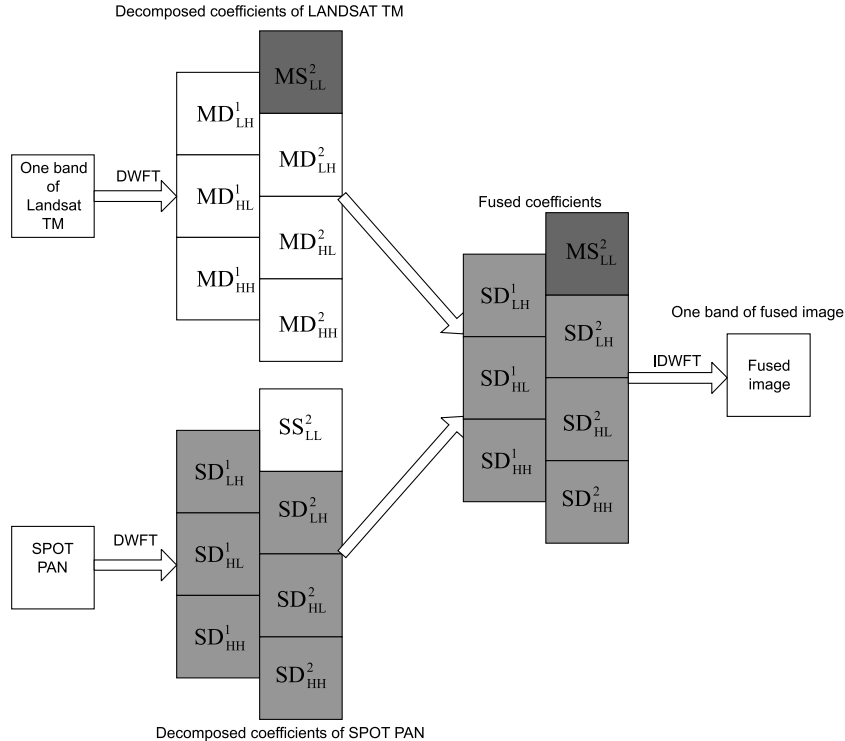 Decomposed coefficients of LANDSAT TM
One band
of
Landsat
TM
DWFT
MD¹LH
MD¹HL
MD¹HH
MS²LL
MD²LH
MD²HL
MD²HH
SPOT
PAN
DWFT
SD¹LH
SD¹HL
SD¹HH
SS²LL
SD²LH
SD²HL
SD²HH
Decomposed coefficients of SPOT PAN
Fused coefficients
SD¹LH
SD¹HL
SD¹HH
MS²LL
SD²LH
SD²HL
SD²HH
IDWFT
One band of fused image
Fused
image